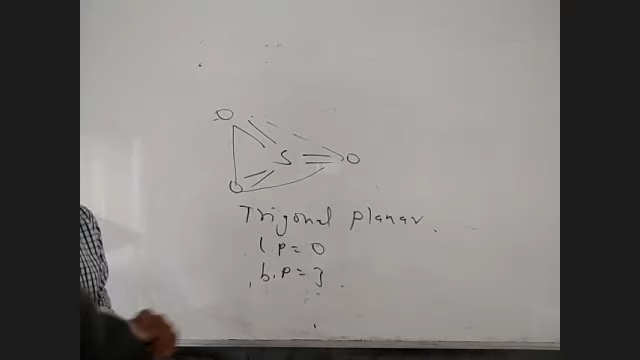 O
S
O
O
Trigonal planar.
l.p = 0
b.p = 3